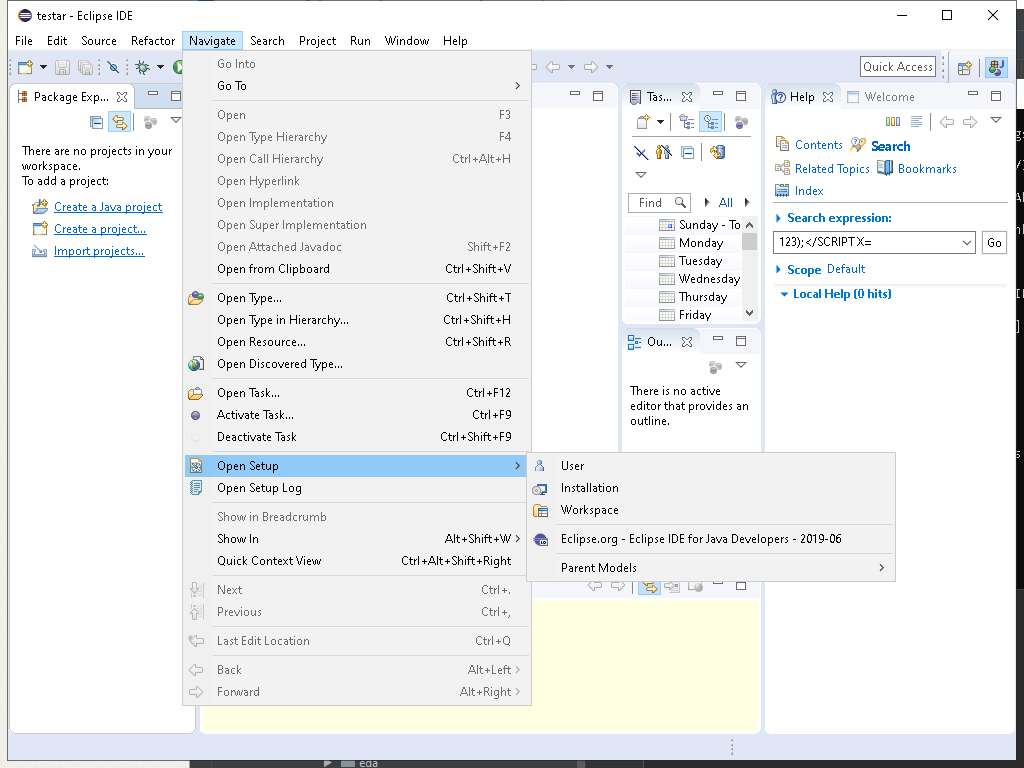 testar - Eclipse IDE
File Edit Source Refactor Navigate Search Project Run Window Help
Quick Access
Package Exp...
There are no projects in your
workspace.
To add a project:
Create a Java project
Create a project...
Import projects...
Go Into
Go To
Open F3
Open Type Hierarchy F4
Open Call Hierarchy Ctrl+Alt+H
Open Hyperlink
Open Implementation
Open Super Implementation
Open Attached Javadoc Shift+F2
Open from Clipboard Ctrl+Shift+V
Open Type... Ctrl+Shift+T
Open Type in Hierarchy... Ctrl+Shift+H
Open Resource... Ctrl+Shift+R
Open Discovered Type...
Open Task... Ctrl+F12
Activate Task... Ctrl+F9
Deactivate Task Ctrl+Shift+F9
Open Setup
Open Setup Log
Show in Breadcrumb
Show In Alt+Shift+W
Quick Context View Ctrl+Alt+Shift+Right
Next Ctrl+.
Previous Ctrl+,
Last Edit Location Ctrl+Q
Back Alt+Left
Forward Alt+Right
User
Installation
Workspace
Eclipse.org - Eclipse IDE for Java Developers - 2019-06
Parent Models
Tas...
Find All
Sunday - To
Monday
Tuesday
Wednesday
Thursday
Friday
Ou...
There is no active
editor that provides an
outline.
Help Welcome
Contents Search
Related Topics Bookmarks
Index
Search expression:
123);</SCRIPTX= Go
Scope Default
Local Help (0 hits)
eda